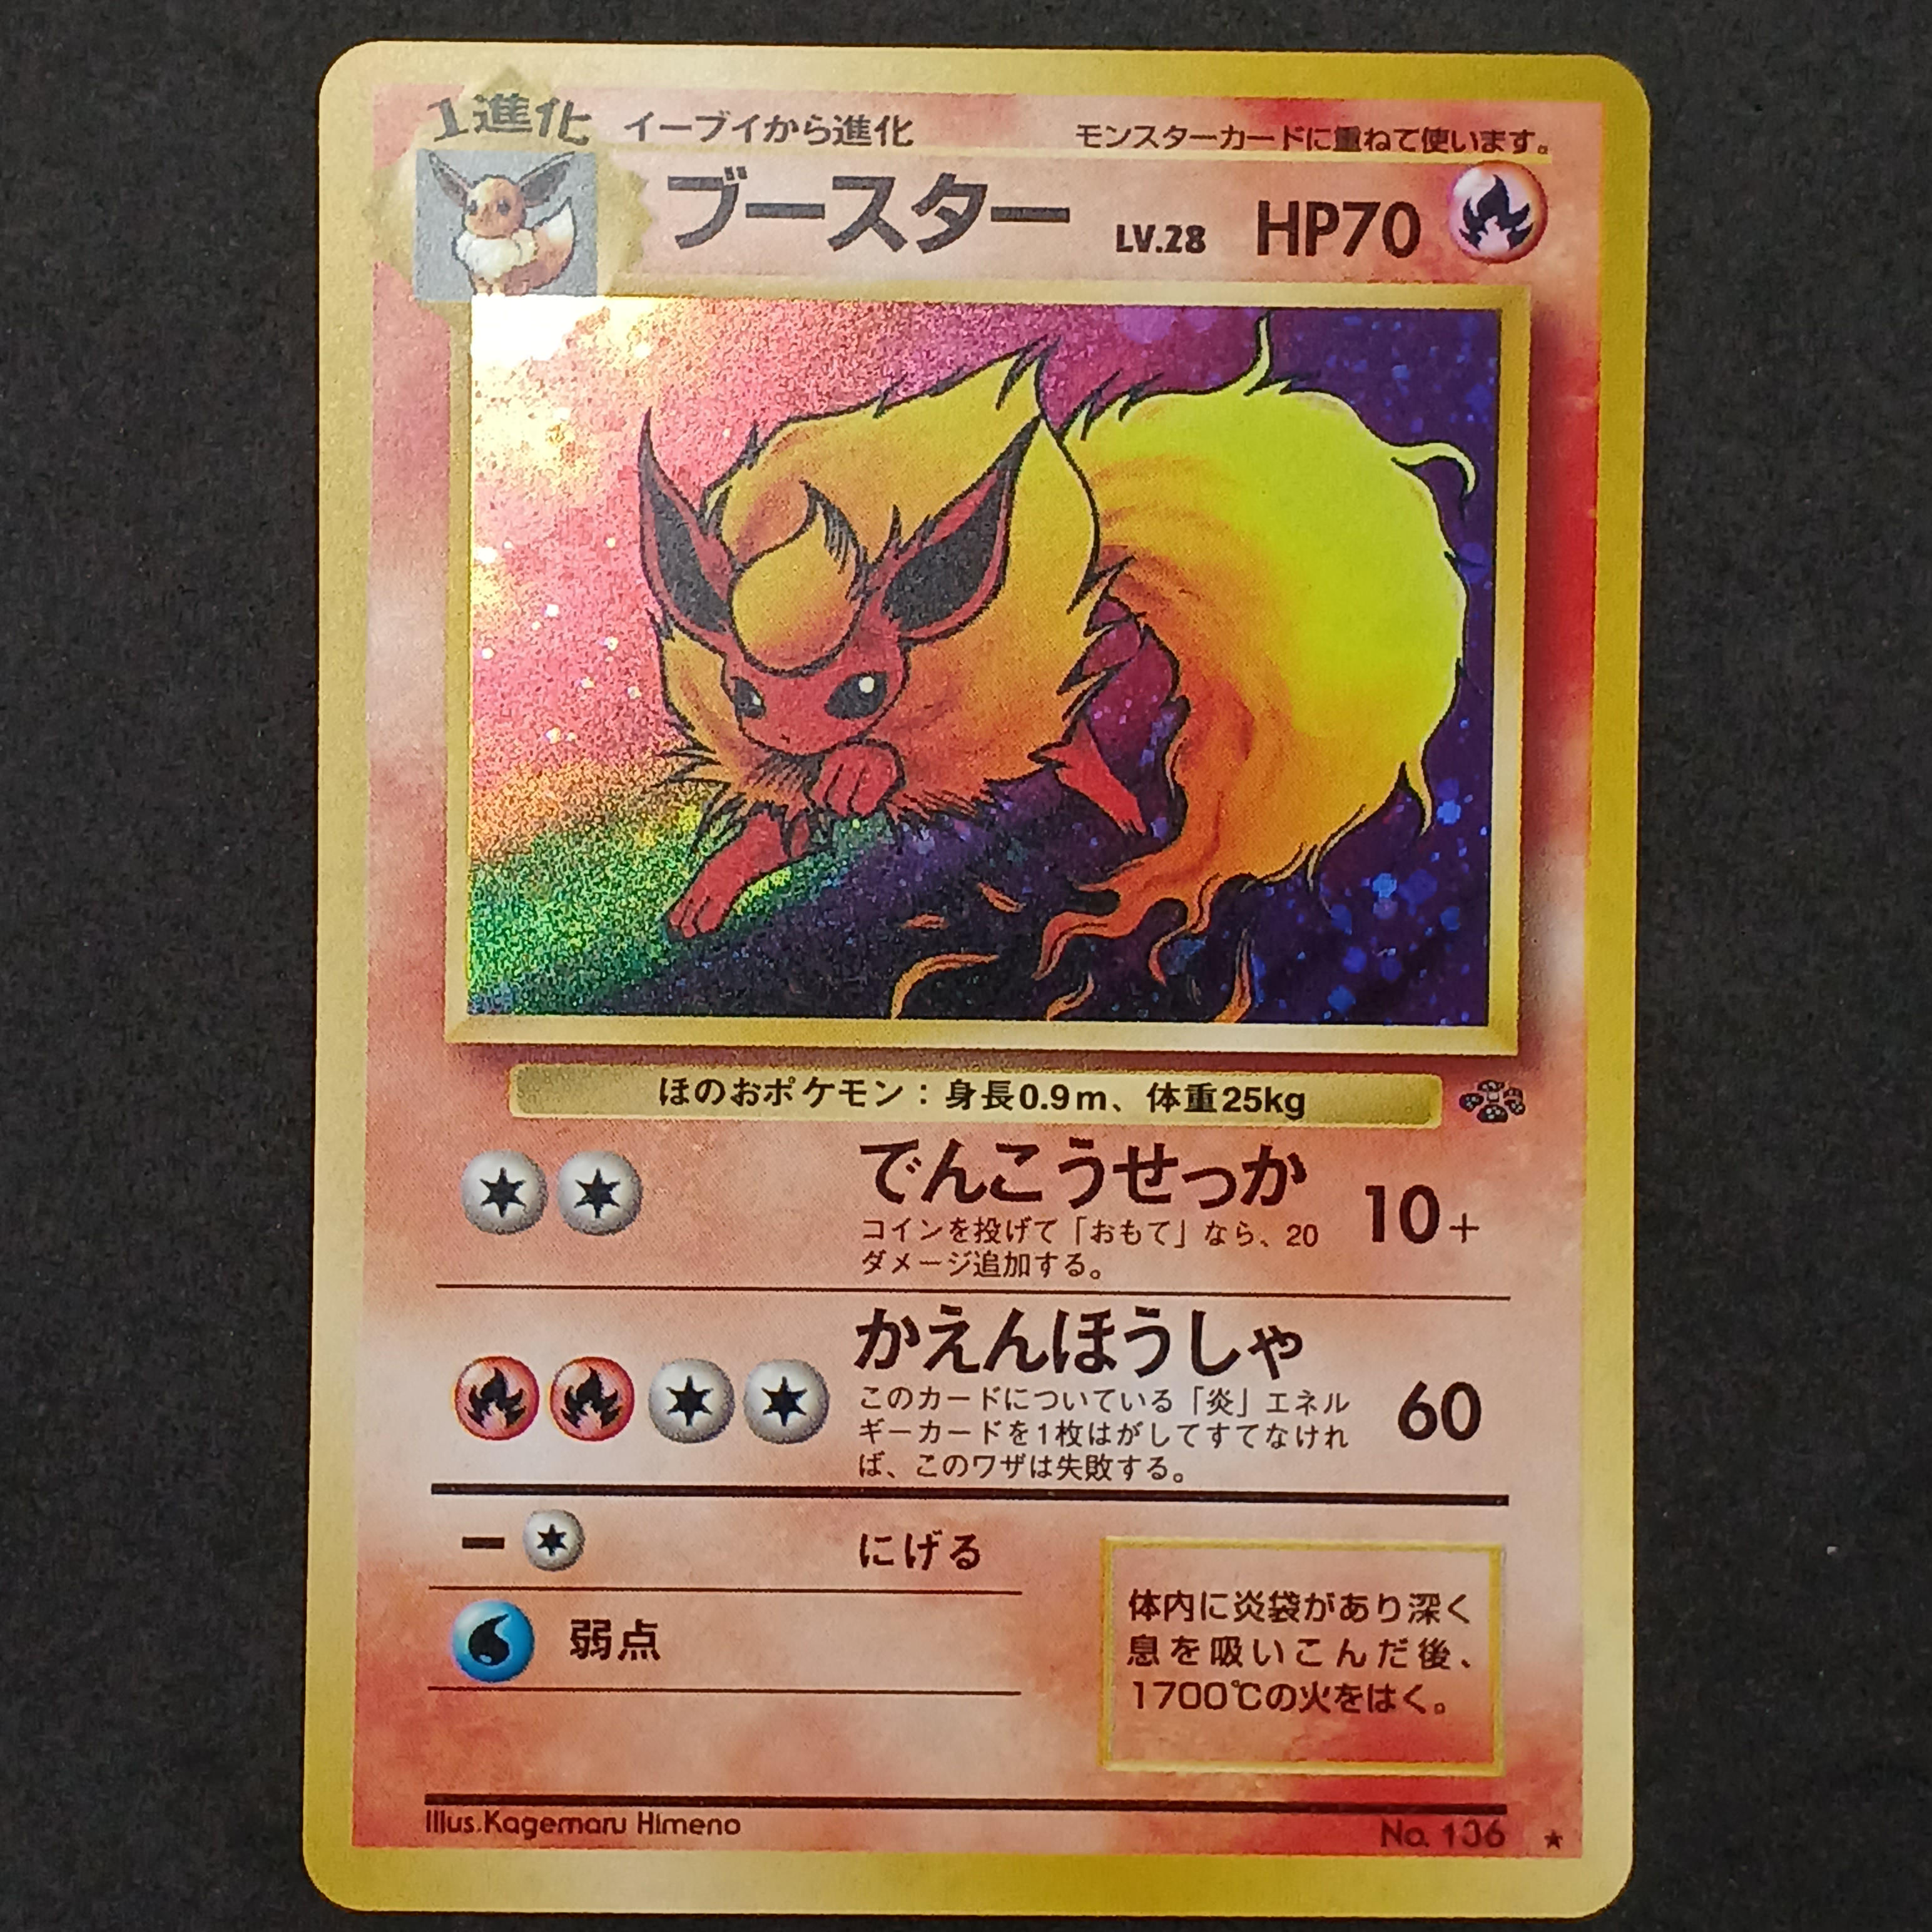 1進化
イーブイから進化
モンスターカードに重ねて使います。
ブースター LV.28 HP70
ほのおポケモン：身長0.9m、体重25kg
でんこうせっか 10+
コインを投げて「おもて」なら、20
ダメージ追加する。
かえんほうしゃ 60
このカードについている「炎」エネル
ギーカードを1枚はがしてすてなけれ
ば、このワザは失敗する。
− にげる
弱点
体内に炎袋があり深く
息を吸いこんだ後、
1700℃の火をはく。
Illus.Kagemaru Himeno
No. 136 ★